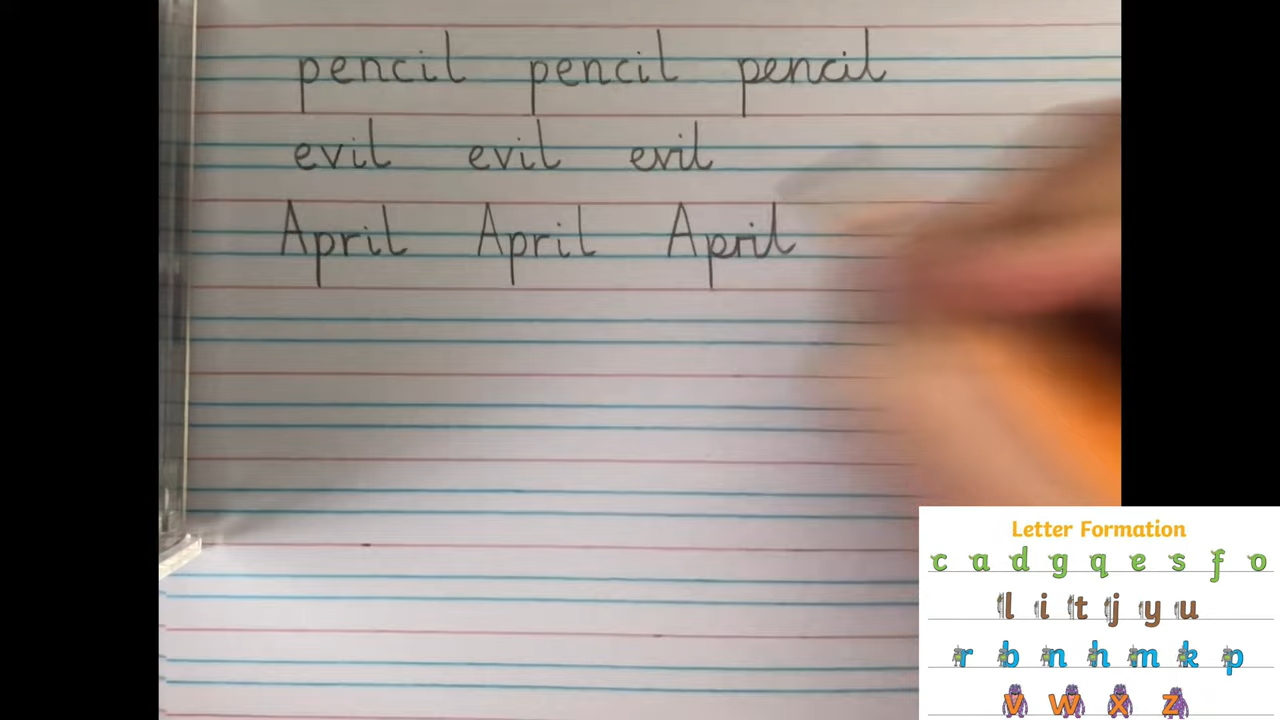 pencil pencil pencil
evil evil evil
April April April
Letter Formation
c a d g q e s f o
l i t j y u
r b n h m k p
v w x z